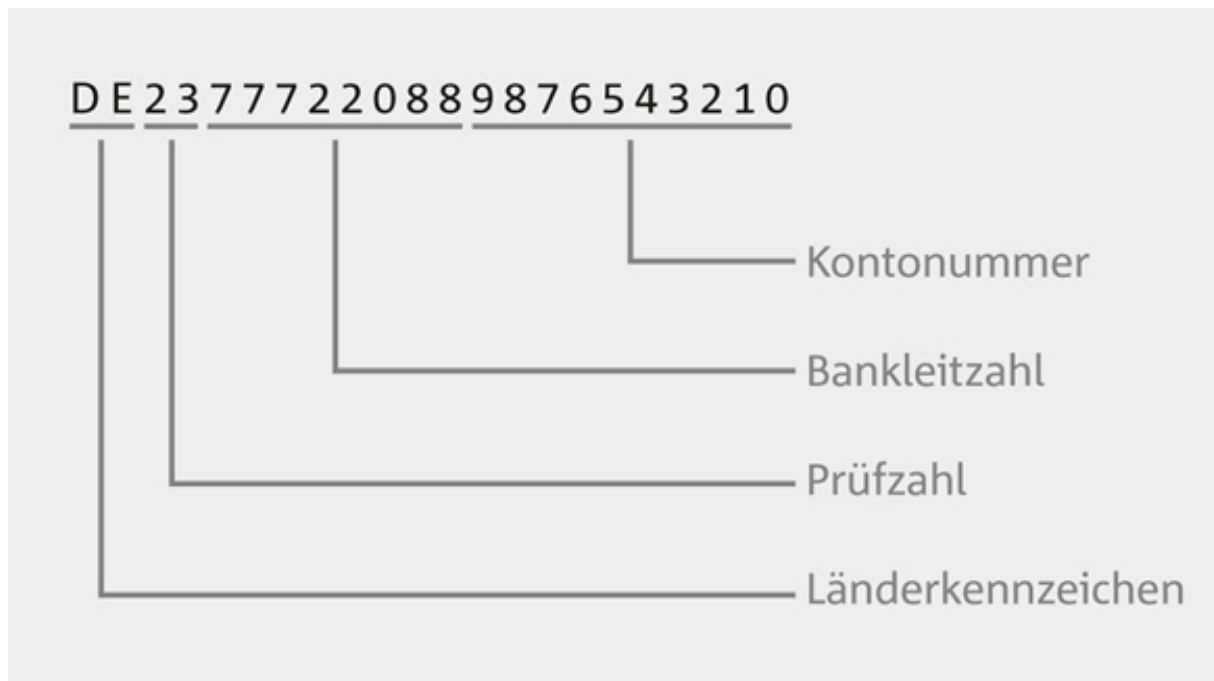 DE23777220889876543210
Kontonummer
Bankleitzahl
Prüfzahl
Länderkennzeichen